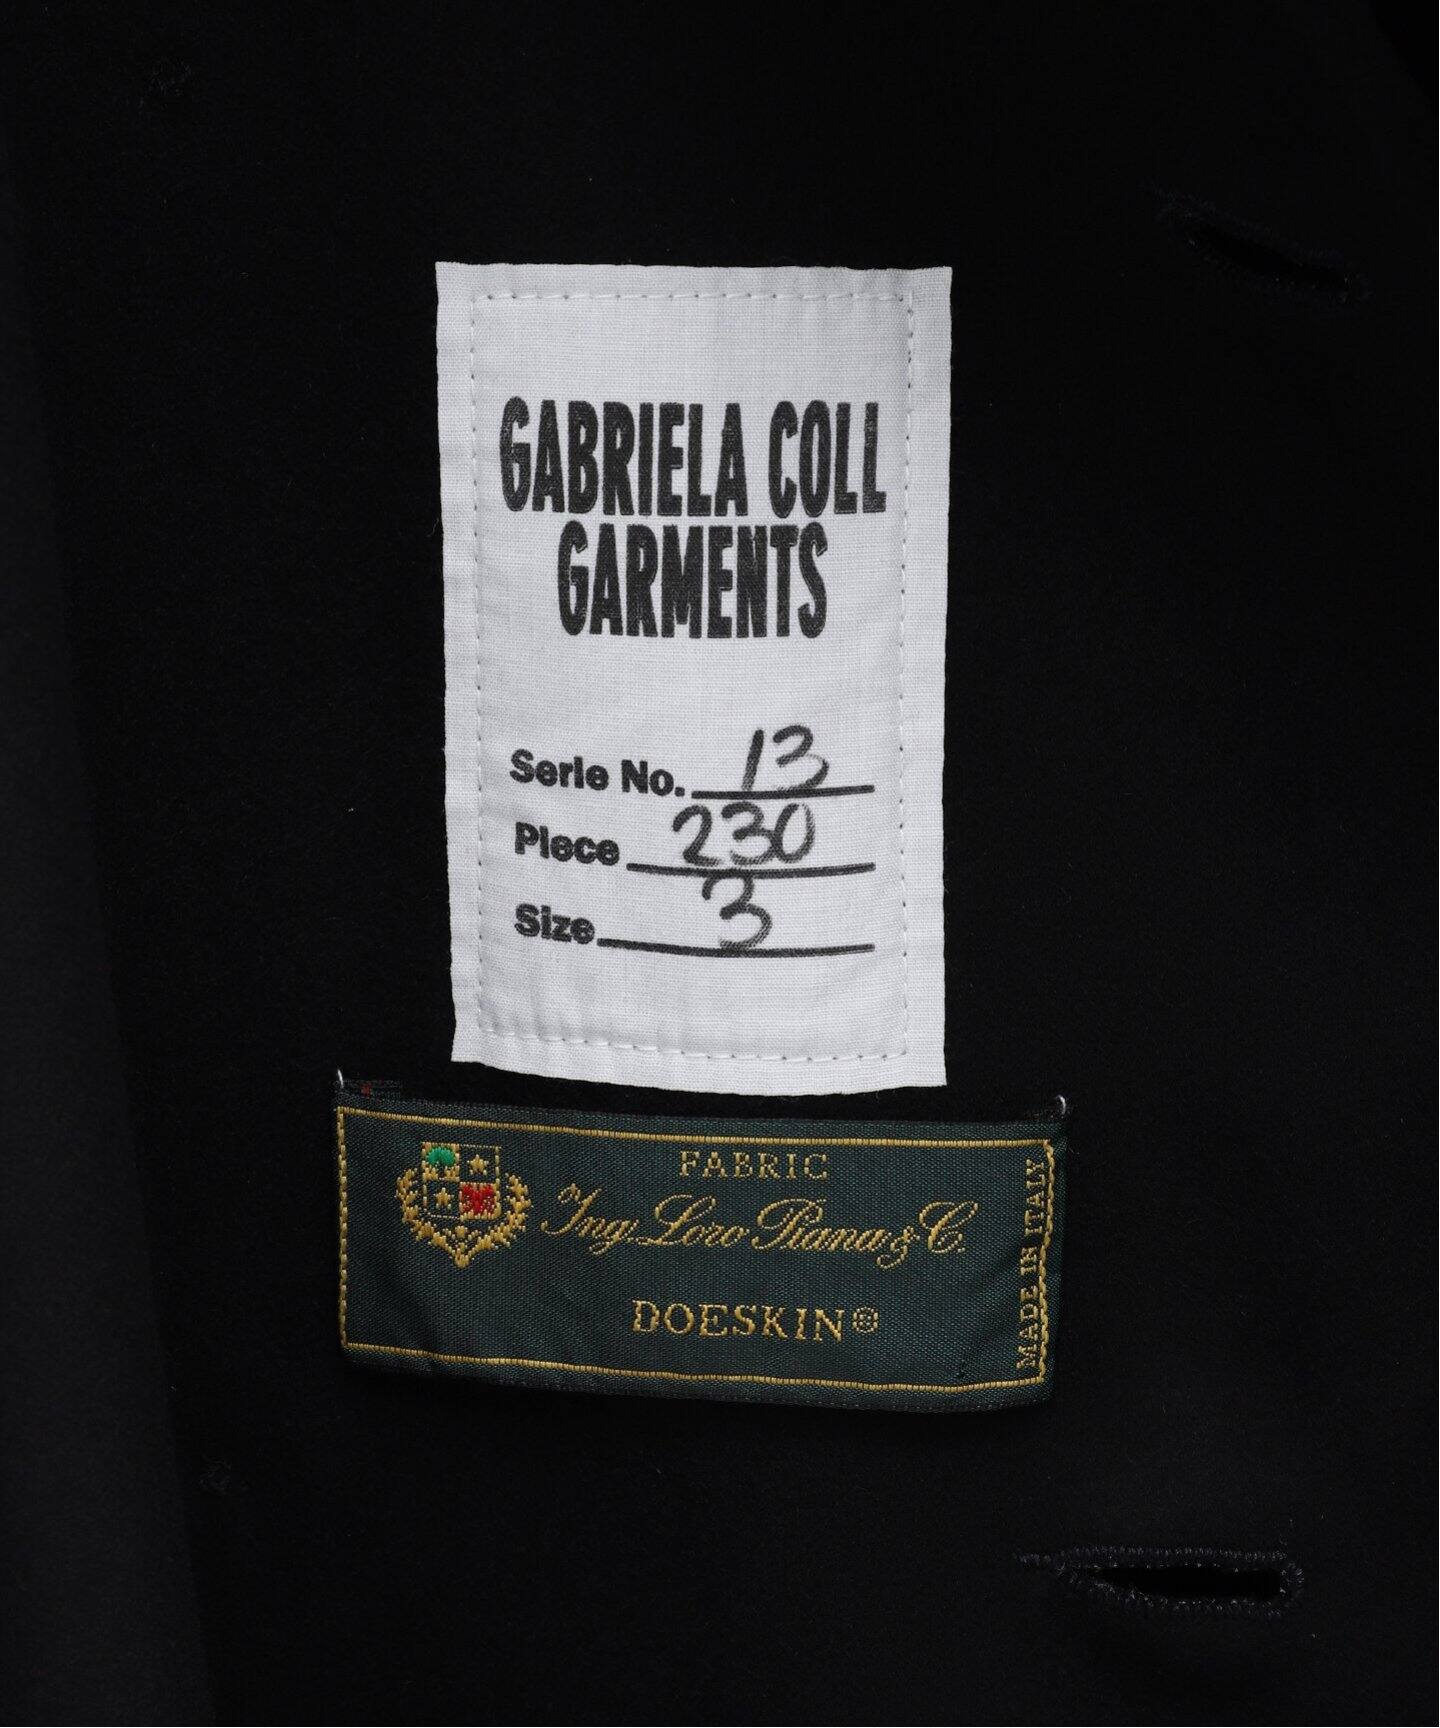 GABRIELA COLL
GARMENTS
Serie No. 13
Piece 230
Size 3
FABRIC
Ing. Loro Piana & C.
DOESKIN®
MADE IN ITALY